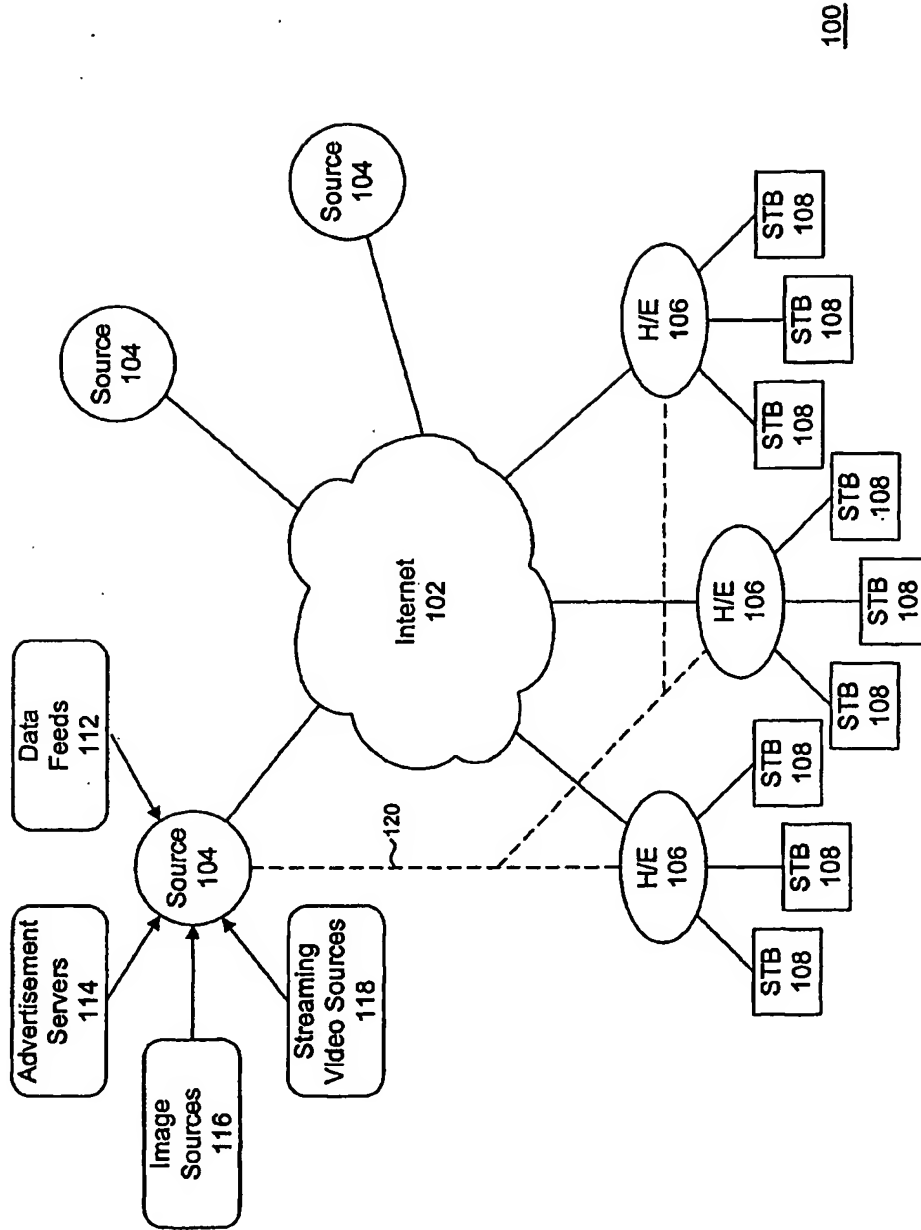 Advertisement
Servers
114
Data
Feeds
112
Image
Sources
116
Streaming
Video Sources
118
Source
104
Source
104
Source
104
120
Internet
102
H/E
106
H/E
106
H/E
106
STB
108
STB
108
STB
108
STB
108
STB
108
STB
108
STB
108
STB
108
STB
108
100